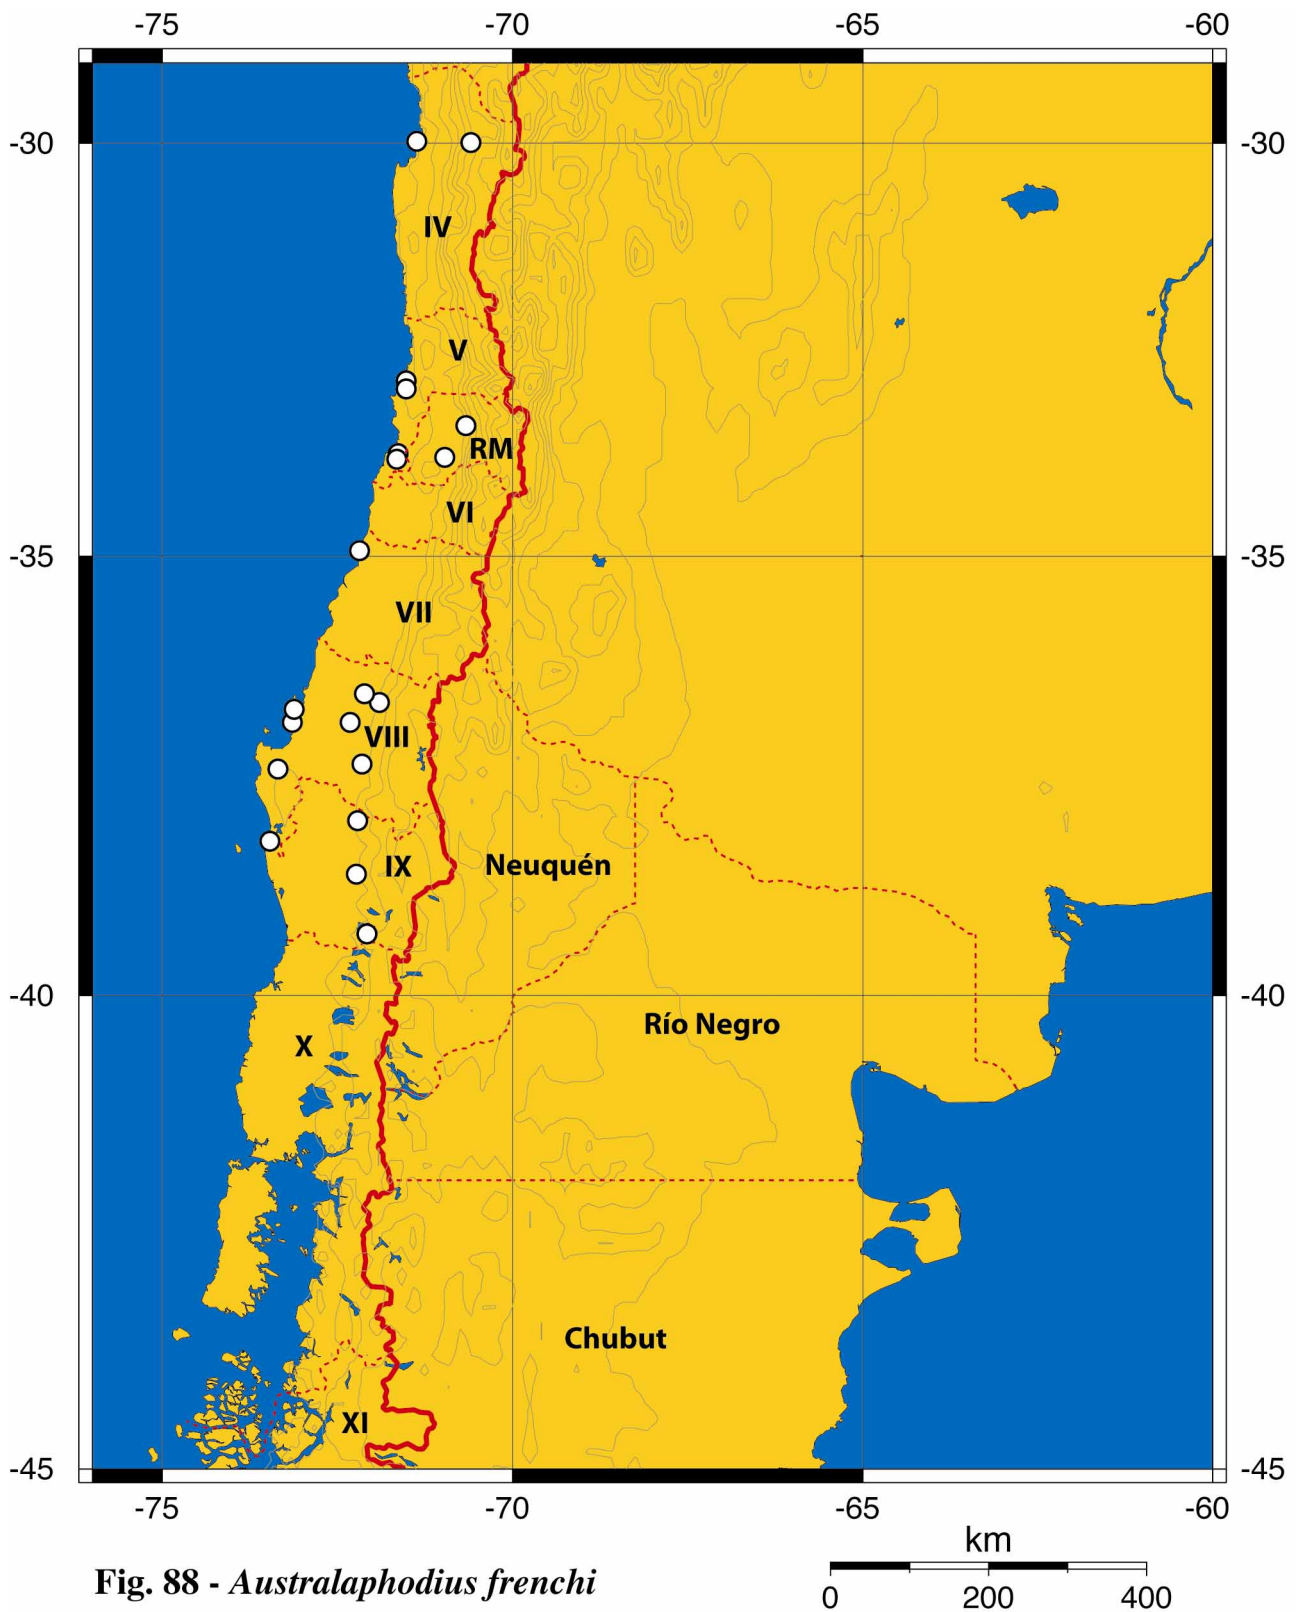 -75 -70 -65 -60
-30 -30
IV
V
RM
VI
-35 -35
VII
VIII
IX Neuquén
-40 -40
Río Negro
X
Chubut
XI
-45 -45
-75 -70 -65 -60
km
0 200 400
Fig. 88 - Australaphodius frenchi